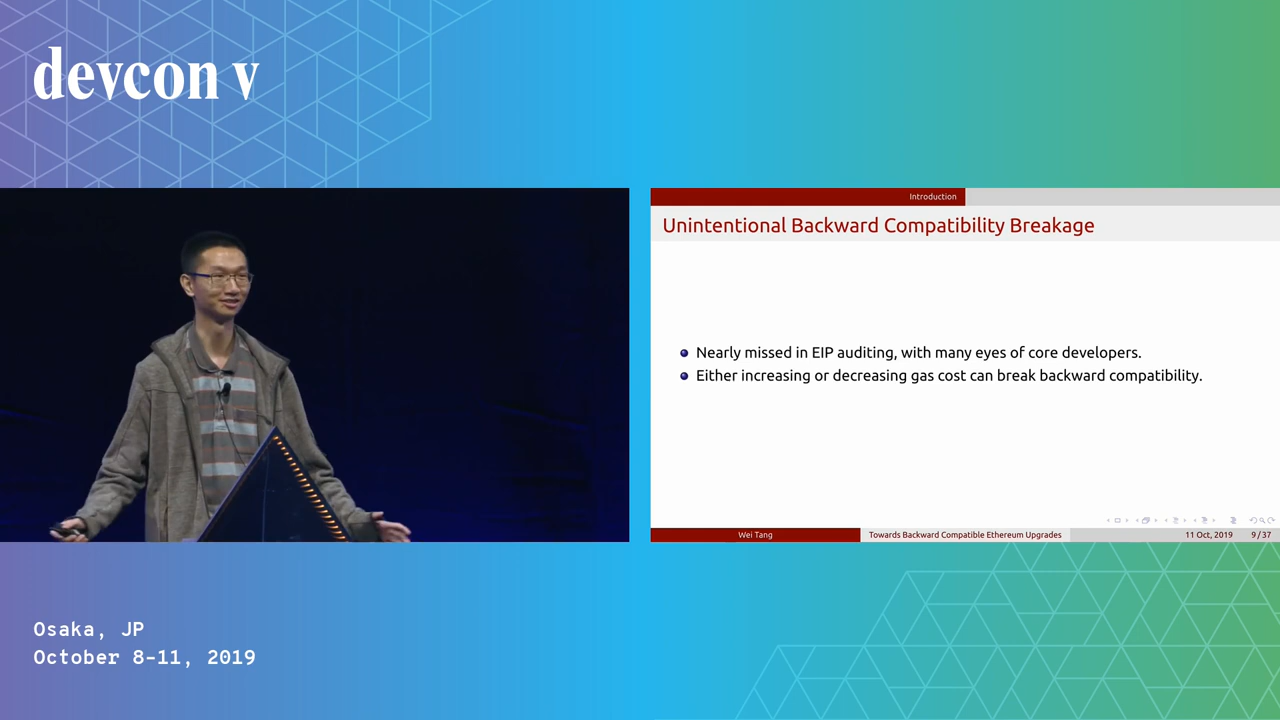 devcon v
Introduction
Unintentional Backward Compatibility Breakage
Nearly missed in EIP auditing, with many eyes of core developers.
Either increasing or decreasing gas cost can break backward compatibility.
Wei Tang
Towards Backward Compatible Ethereum Upgrades
11 Oct, 2019
9 / 37
Osaka, JP
October 8-11, 2019